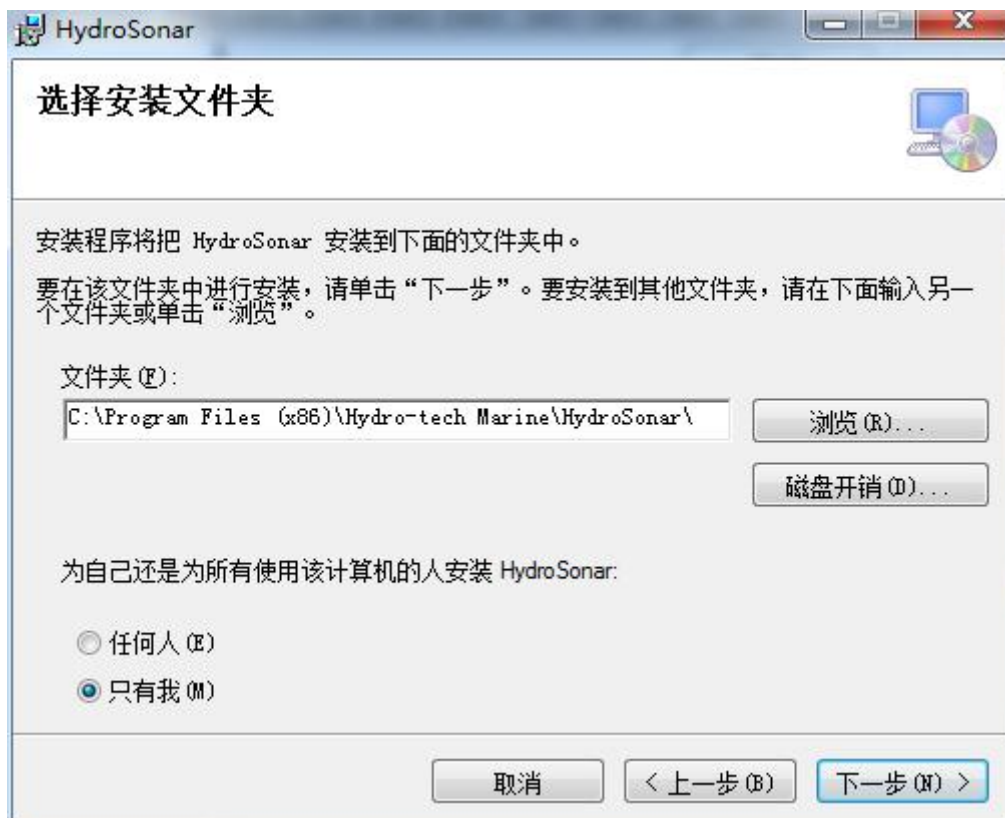 HydroSonar
选择安装文件夹
安装程序将把 HydroSonar 安装到下面的文件夹中。
要在该文件夹中进行安装，请单击“下一步”。要安装到其他文件夹，请在下面输入另一
个文件夹或单击“浏览”。
文件夹(F):
C:\Program Files (x86)\Hydro-tech Marine\HydroSonar\
浏览(R)...
磁盘开销(D)...
为自己还是为所有使用该计算机的人安装 HydroSonar:
任何人(E)
只有我(M)
取消
< 上一步(B)
下一步(N) >